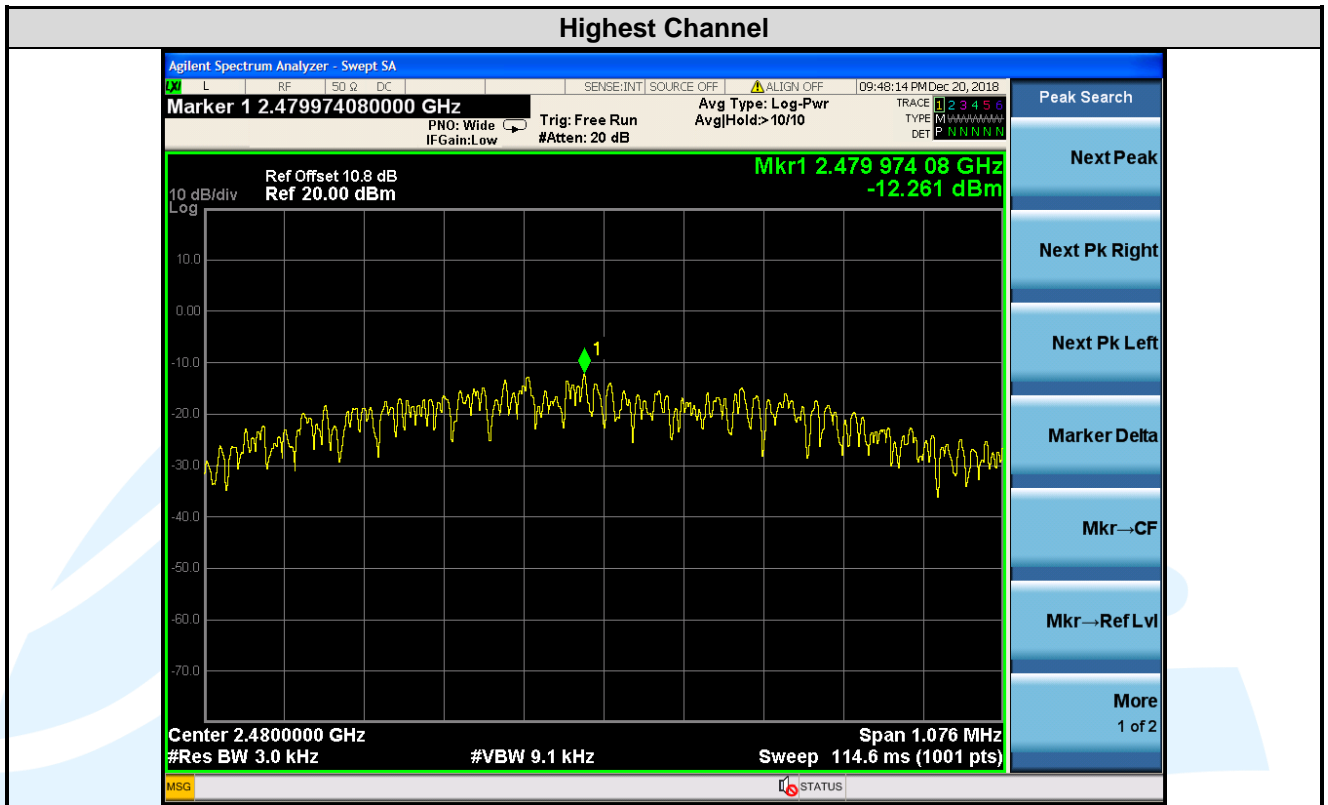 Highest Channel
Agilent Spectrum Analyzer - Swept SA
LXI L RF 50 Ω DC SENSE:INT SOURCE OFF ALIGN OFF 09:48:14 PM Dec 20, 2018
Marker 1 2.479974080000 GHz
PNO: Wide
IFGain:Low
Trig: Free Run
#Atten: 20 dB
Avg Type: Log-Pwr
Avg|Hold:>10/10
TRACE 1 2 3 4 5 6
TYPE M
DET P N N N N N
Mkr1 2.479 974 08 GHz
-12.261 dBm
Ref Offset 10.8 dB
10 dB/div Ref 20.00 dBm
Log
10.0
0.00
-10.0
-20.0
-30.0
-40.0
-50.0
-60.0
-70.0
1
Center 2.4800000 GHz Span 1.076 MHz
#Res BW 3.0 kHz #VBW 9.1 kHz Sweep 114.6 ms (1001 pts)
MSG STATUS
Peak Search
Next Peak
Next Pk Right
Next Pk Left
Marker Delta
Mkr→CF
Mkr→Ref Lvl
More
1 of 2